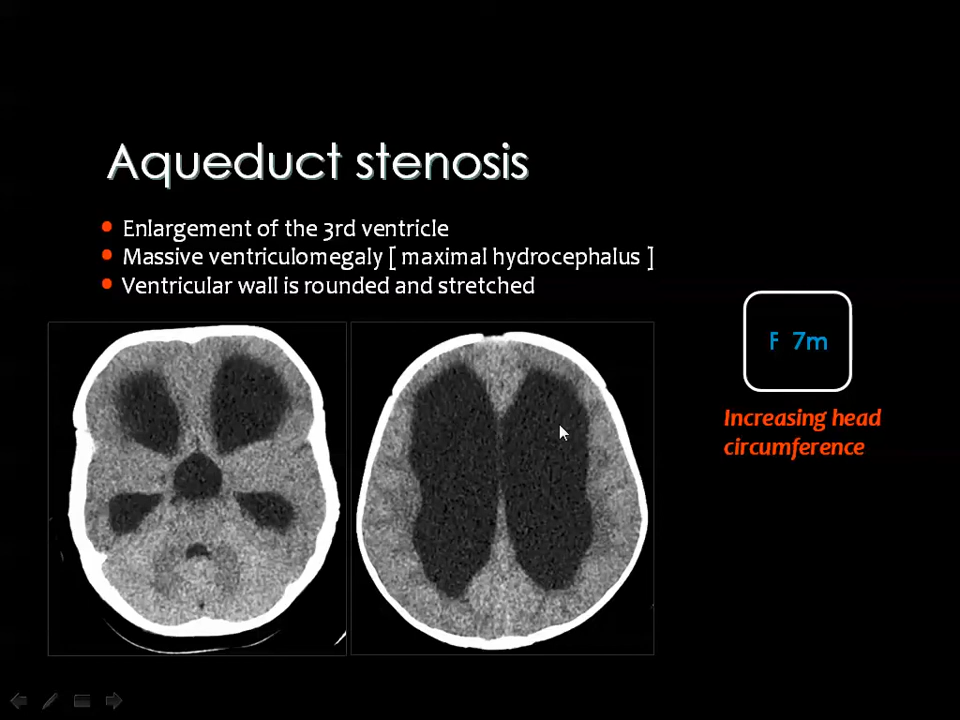 Aqueduct stenosis
Enlargement of the 3rd ventricle
Massive ventriculomegaly [ maximal hydrocephalus ]
Ventricular wall is rounded and stretched
F 7m
Increasing head
circumference